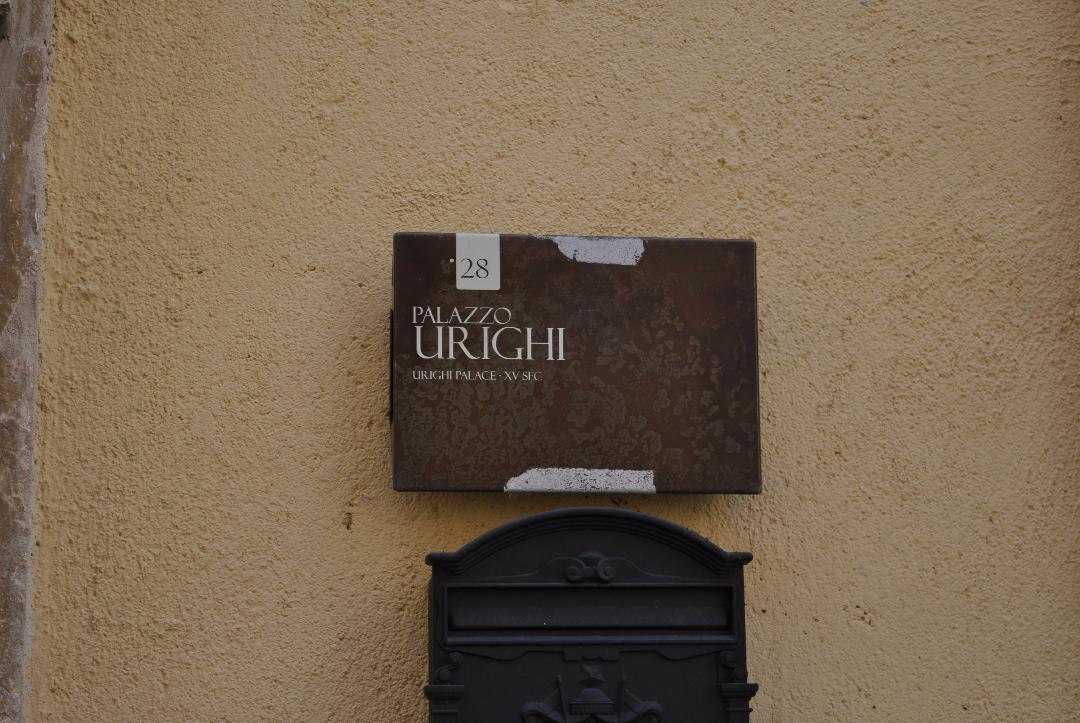 28
PALAZZO
URIGHI
URIGHI PALACE - XV SEC